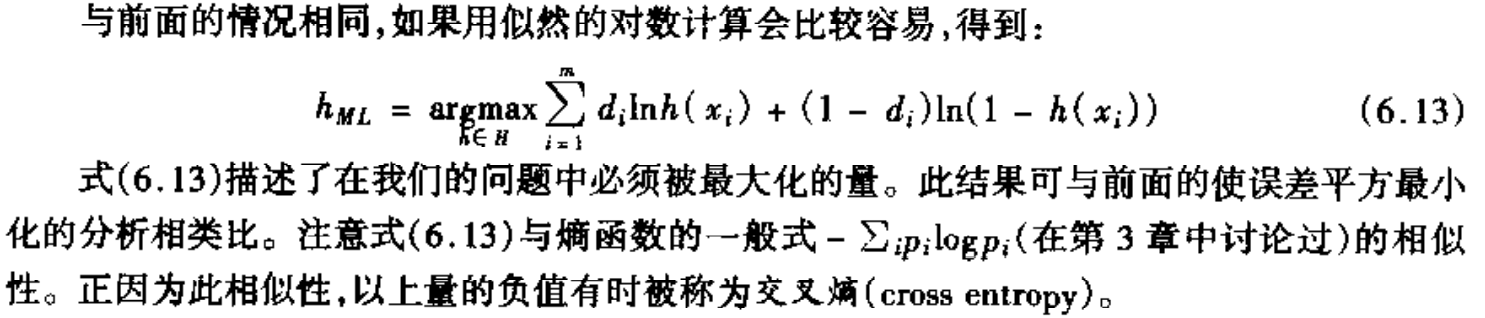 与前面的情况相同,如果用似然的对数计算会比较容易,得到:
h_{ML} = \underset{h \in H}{\mathrm{argmax}} \sum_{i=1}^{m} d_i \ln h(x_i) + (1 - d_i) \ln(1 - h(x_i)) (6.13)
式(6.13)描述了在我们的问题中必须被最大化的量。此结果可与前面的使误差平方最小
化的分析相类比。注意式(6.13)与熵函数的一般式 - ∑_i p_i log p_i(在第 3 章中讨论过)的相似
性。正因为此相似性,以上量的负值有时被称为交叉熵(cross entropy)。